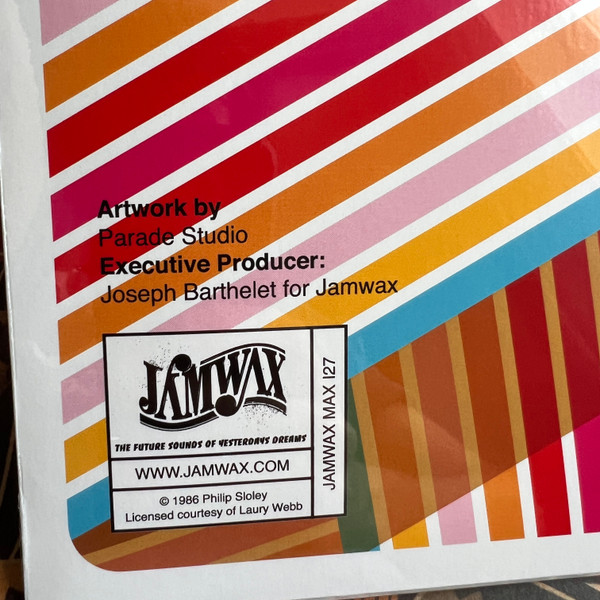 Artwork by
Parade Studio
Executive Producer:
Joseph Barthelet for Jamwax
JAMWAX
THE FUTURE SOUNDS OF YESTERDAYS DREAMS
WWW.JAMWAX.COM
© 1986 Philip Sloley
Licensed courtesy of Laury Webb
JAMWAX MAX I27